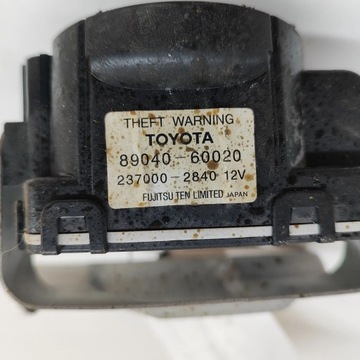 THEFT WARNING
TOYOTA
89040-60020
237000-2840 12V
FUJITSU TEN LIMITED JAPAN